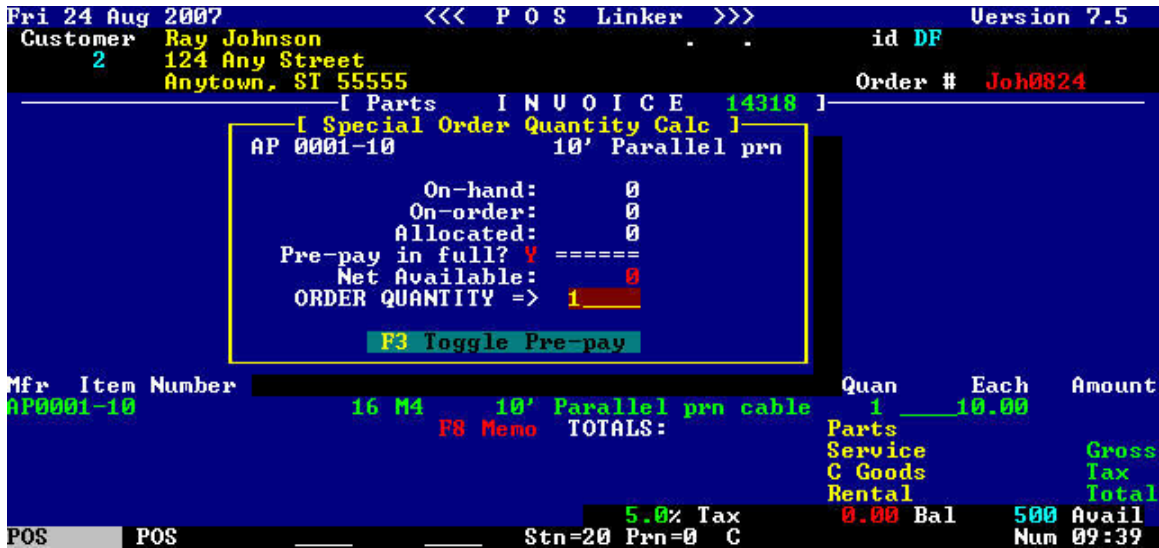 Fri 24 Aug 2007 <<< P O S Linker >>> Version 7.5
Customer Ray Johnson . . id DF
2 124 Any Street
Anytown, ST 55555 Order # Joh0824
[ Parts I N V O I C E 14318 ]
[ Special Order Quantity Calc ]
AP 0001-10 10' Parallel prn
On-hand: 0
On-order: 0
Allocated: 0
Pre-pay in full? Y ======
Net Available: 0
ORDER QUANTITY => 1____
F3 Toggle Pre-pay
Mfr Item Number Quan Each Amount
AP0001-10 16 M4 10' Parallel prn cable 1 ____10.00
F8 Memo TOTALS: Parts
Service Gross
C Goods Tax
Rental Total
5.0% Tax 0.00 Bal 500 Avail
POS POS ____ ____ Stn=20 Prn=0 C Num 09:39